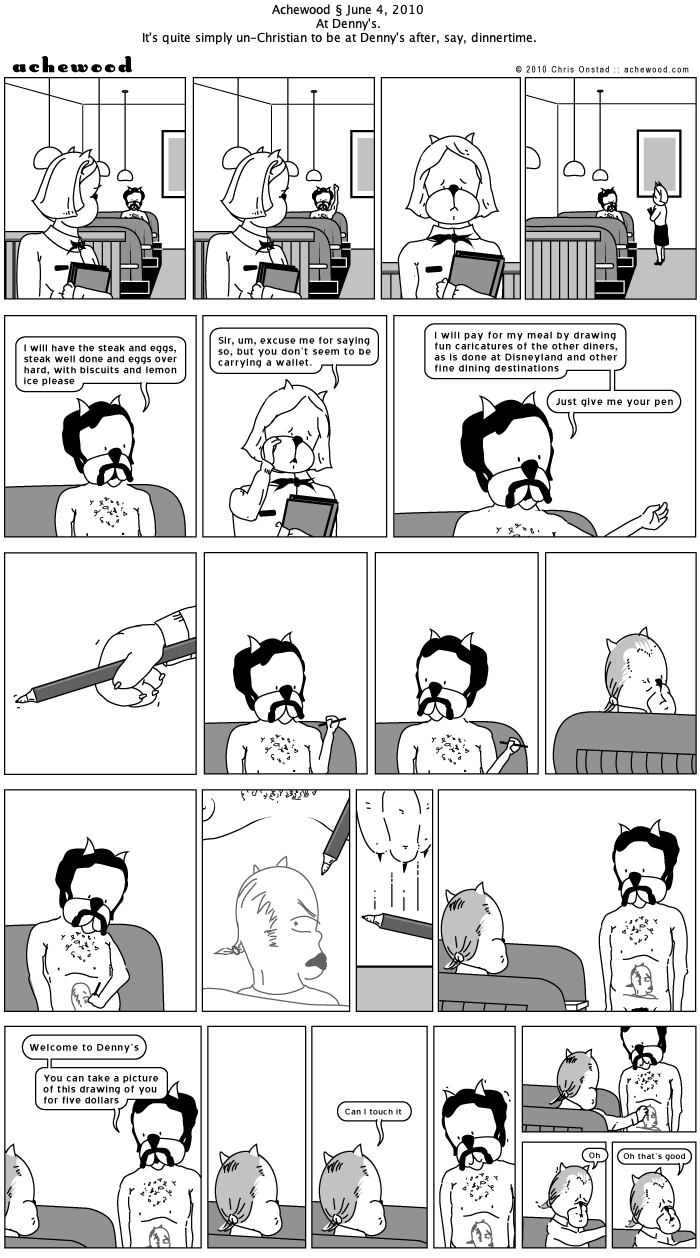 Achewood § June 4, 2010
At Denny's.
It's quite simply un-Christian to be at Denny's after, say, dinnertime.
achewood
© 2010 Chris Onstad :: achewood.com
I will have the steak and eggs,
steak well done and eggs over
hard, with biscuits and lemon
ice please
Sir, um, excuse me for saying
so, but you don't seem to be
carrying a wallet.
I will pay for my meal by drawing
fun caricatures of the other diners,
as is done at Disneyland and other
fine dining destinations
Just give me your pen
Welcome to Denny's
You can take a picture
of this drawing of you
for five dollars
Can I touch it
Oh
Oh that's good